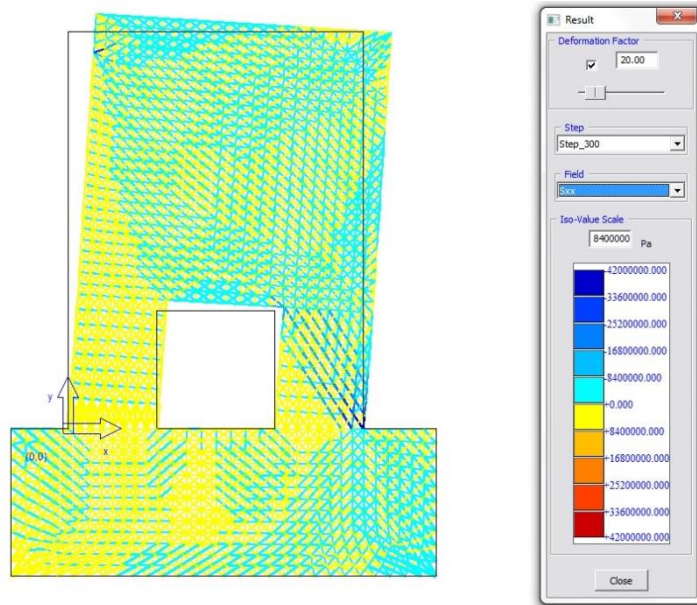 y
x
(0,0)
Result
Deformation Factor
20.00
Step
Step_300
Field
Sxx
Iso-Value Scale
8400000 Pa
-42000000.000
-33600000.000
-25200000.000
-16800000.000
-8400000.000
+0.000
+8400000.000
+16800000.000
+25200000.000
+33600000.000
+42000000.000
Close